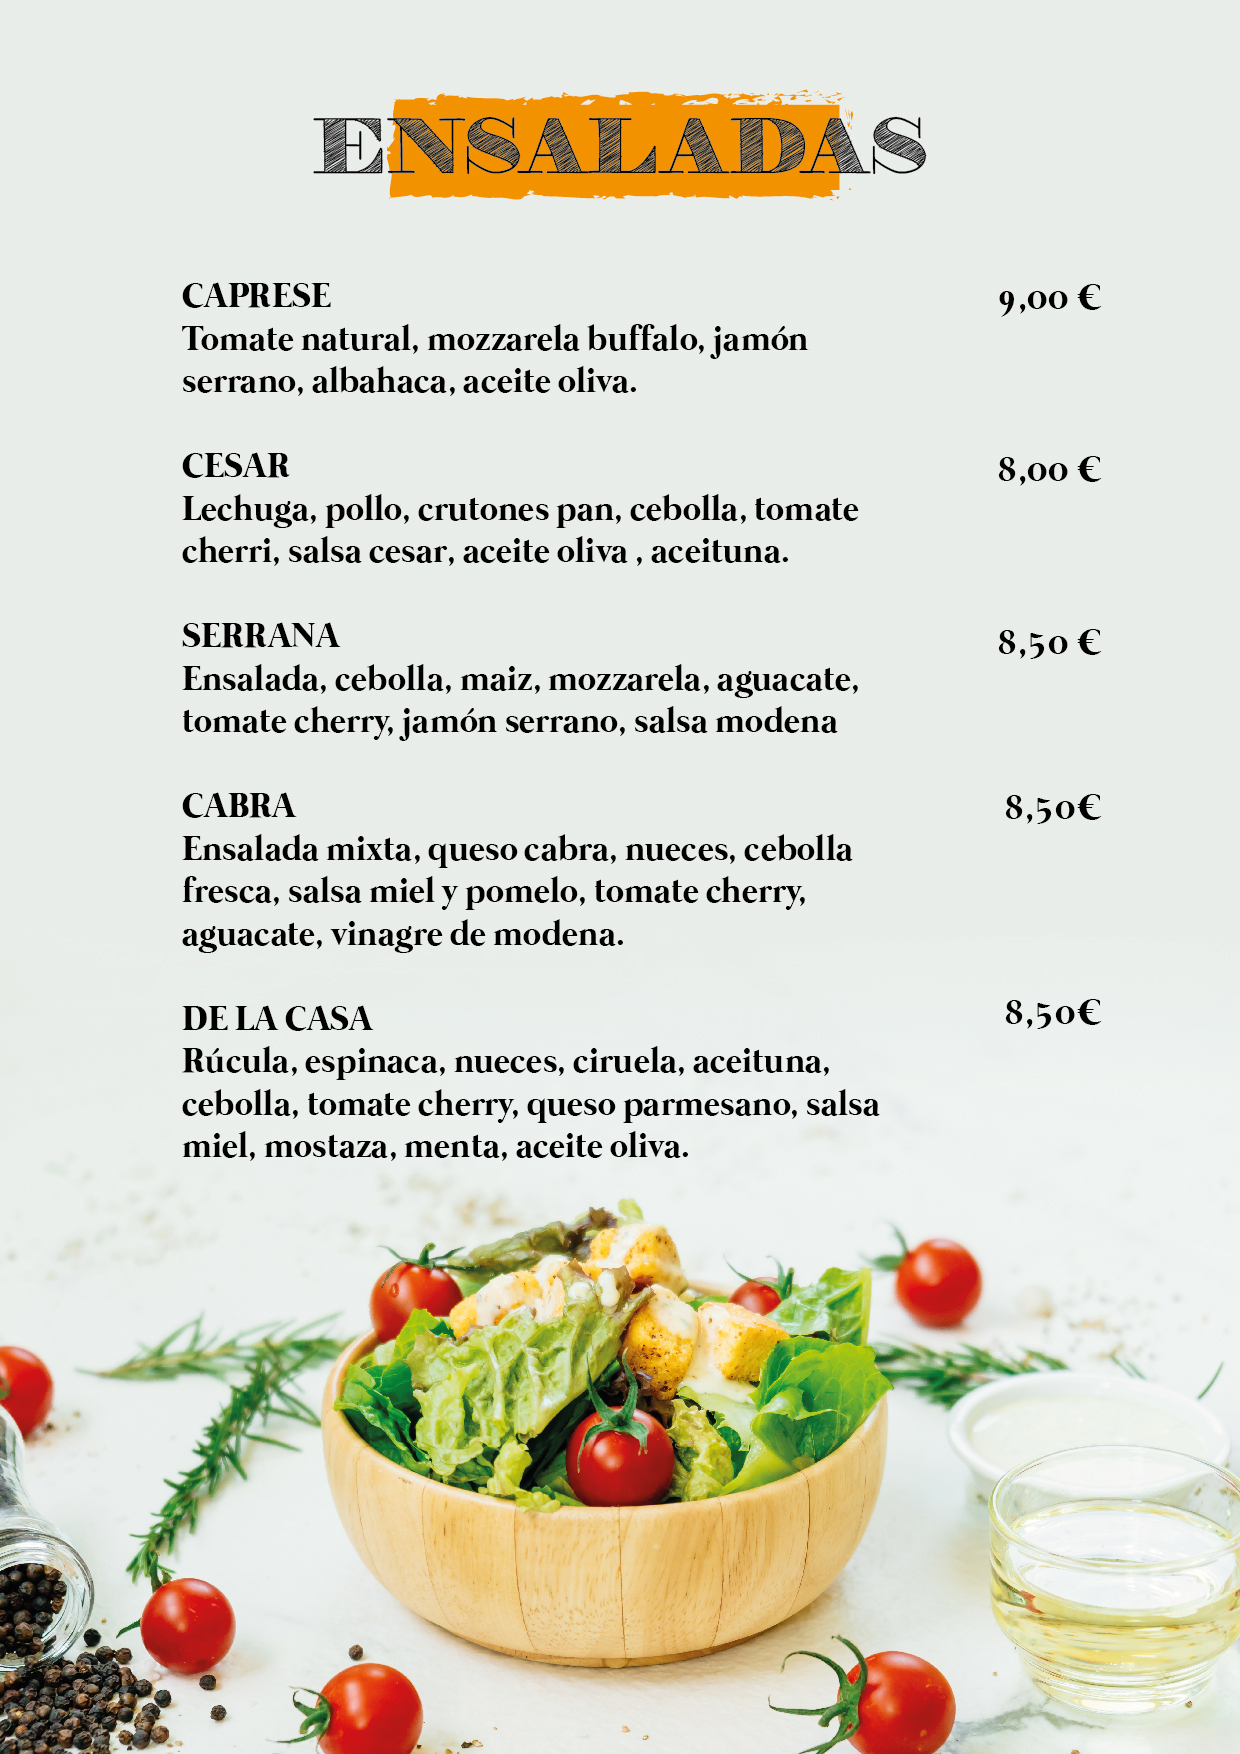 ENSALADAS
CAPRESE 9,00 €
Tomate natural, mozzarela buffalo, jamón
serrano, albahaca, aceite oliva.
CESAR 8,00 €
Lechuga, pollo, crutones pan, cebolla, tomate
cherri, salsa cesar, aceite oliva , aceituna.
SERRANA 8,50 €
Ensalada, cebolla, maiz, mozzarela, aguacate,
tomate cherry, jamón serrano, salsa modena
CABRA 8,50€
Ensalada mixta, queso cabra, nueces, cebolla
fresca, salsa miel y pomelo, tomate cherry,
aguacate, vinagre de modena.
DE LA CASA 8,50€
Rúcula, espinaca, nueces, ciruela, aceituna,
cebolla, tomate cherry, queso parmesano, salsa
miel, mostaza, menta, aceite oliva.